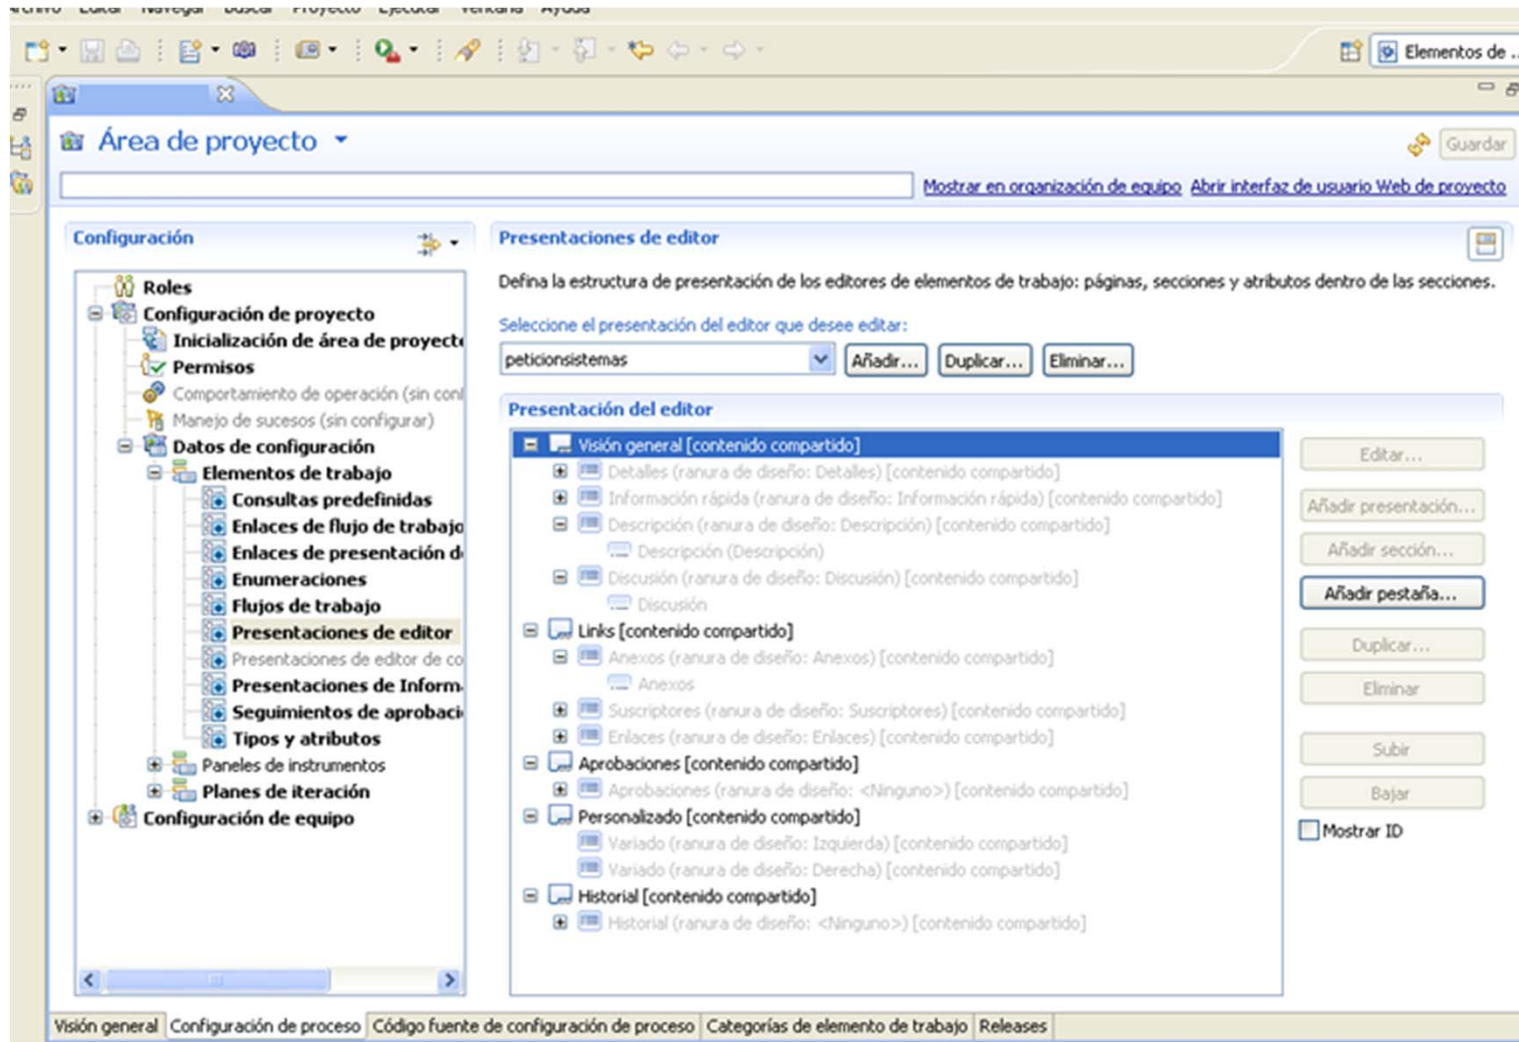 Archivo Editar Navegar Buscar Proyecto Ejecutar Ventana Ayuda
Elementos de ..
Área de proyecto
Guardar
Mostrar en organización de equipo Abrir interfaz de usuario Web de proyecto
Configuración
Roles
Configuración de proyecto
Inicialización de área de proyecto
Permisos
Comportamiento de operación (sin conf
Manejo de sucesos (sin configurar)
Datos de configuración
Elementos de trabajo
Consultas predefinidas
Enlaces de flujo de trabajo
Enlaces de presentación d
Enumeraciones
Flujos de trabajo
Presentaciones de editor
Presentaciones de editor de co
Presentaciones de Inform
Seguimientos de aprobaci
Tipos y atributos
Paneles de instrumentos
Planes de iteración
Configuración de equipo
Presentaciones de editor
Defina la estructura de presentación de los editores de elementos de trabajo: páginas, secciones y atributos dentro de las secciones.
Seleccione el presentación del editor que desee editar:
peticionsistemas Añadir... Duplicar... Eliminar...
Presentación del editor
Visión general [contenido compartido]
Detalles (ranura de diseño: Detalles) [contenido compartido]
Información rápida (ranura de diseño: Información rápida) [contenido compartido]
Descripción (ranura de diseño: Descripción) [contenido compartido]
Descripción (Descripción)
Discusión (ranura de diseño: Discusión) [contenido compartido]
Discusión
Links [contenido compartido]
Anexos (ranura de diseño: Anexos) [contenido compartido]
Anexos
Suscriptores (ranura de diseño: Suscriptores) [contenido compartido]
Enlaces (ranura de diseño: Enlaces) [contenido compartido]
Aprobaciones [contenido compartido]
Aprobaciones (ranura de diseño: <Ninguno>) [contenido compartido]
Personalizado [contenido compartido]
Variado (ranura de diseño: Izquierda) [contenido compartido]
Variado (ranura de diseño: Derecha) [contenido compartido]
Historial [contenido compartido]
Historial (ranura de diseño: <Ninguno>) [contenido compartido]
Editar...
Añadir presentación...
Añadir sección...
Añadir pestaña...
Duplicar...
Eliminar
Subir
Bajar
Mostrar ID
Visión general Configuración de proceso Código fuente de configuración de proceso Categorías de elemento de trabajo Releases